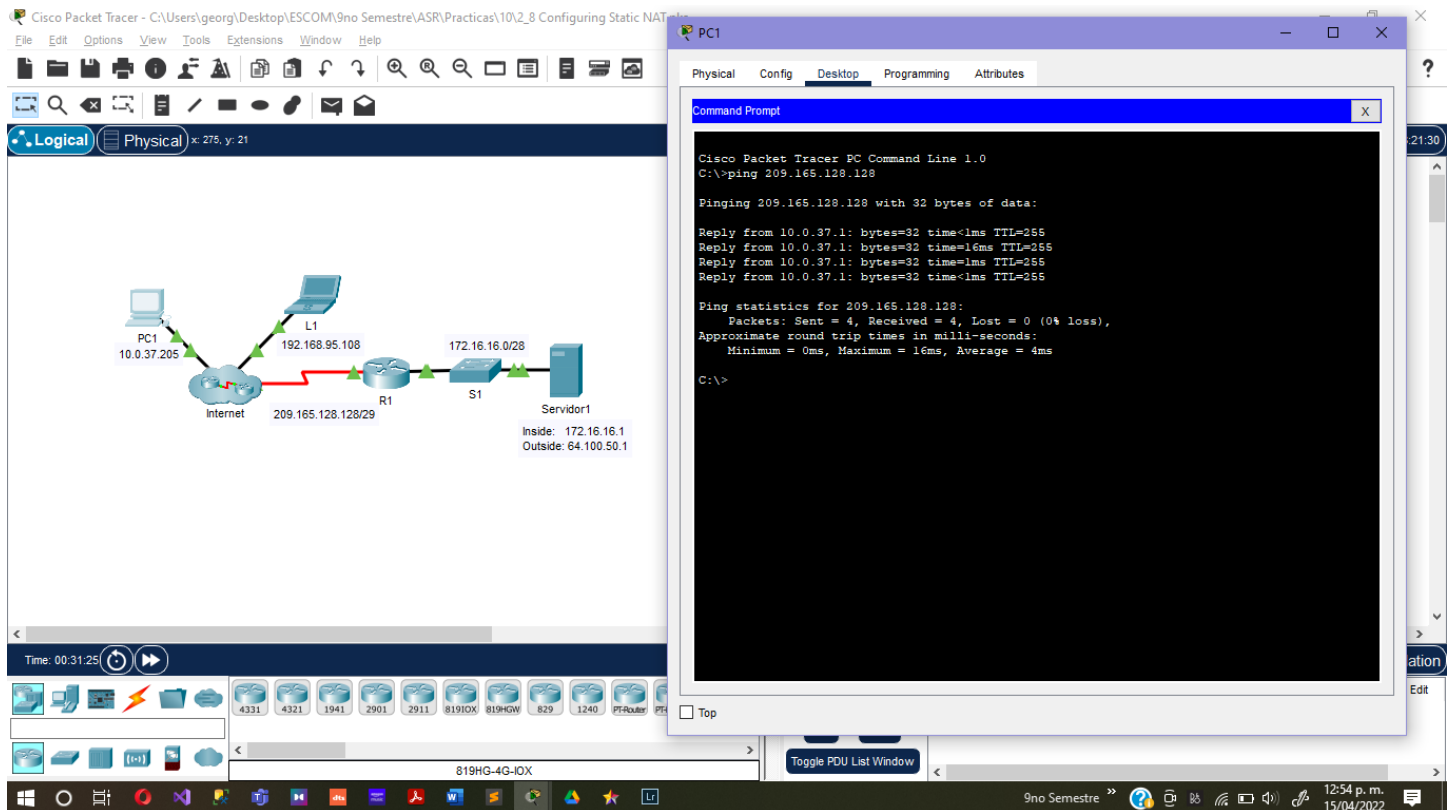 Cisco Packet Tracer - C:\Users\georg\Desktop\ESCOM\9no Semestre\ASR\Practicas\10\2_8 Configuring Static NAT
File Edit Options View Tools Extensions Window Help
Logical Physical x: 275, y: 21
:21:30
PC1
Physical Config Desktop Programming Attributes
?
Command Prompt X
Cisco Packet Tracer PC Command Line 1.0
C:\>ping 209.165.128.128
Pinging 209.165.128.128 with 32 bytes of data:
Reply from 10.0.37.1: bytes=32 time<1ms TTL=255
Reply from 10.0.37.1: bytes=32 time=16ms TTL=255
Reply from 10.0.37.1: bytes=32 time=1ms TTL=255
Reply from 10.0.37.1: bytes=32 time<1ms TTL=255
Ping statistics for 209.165.128.128:
Packets: Sent = 4, Received = 4, Lost = 0 (0% loss),
Approximate round trip times in milli-seconds:
Minimum = 0ms, Maximum = 16ms, Average = 4ms
C:\>
Top
PC1
10.0.37.205
L1
192.168.95.108
172.16.16.0/28
Internet
209.165.128.128/29
R1
S1
Servidor1
Inside: 172.16.16.1
Outside: 64.100.50.1
Time: 00:31:25
ation
4331 4321 1941 2901 2911 819IOX 819HGW 829 1240 PT-Router PT-
Edit
819HG-4G-IOX
Toggle PDU List Window
dts W S Lr
9no Semestre »
12:54 p. m.
15/04/2022